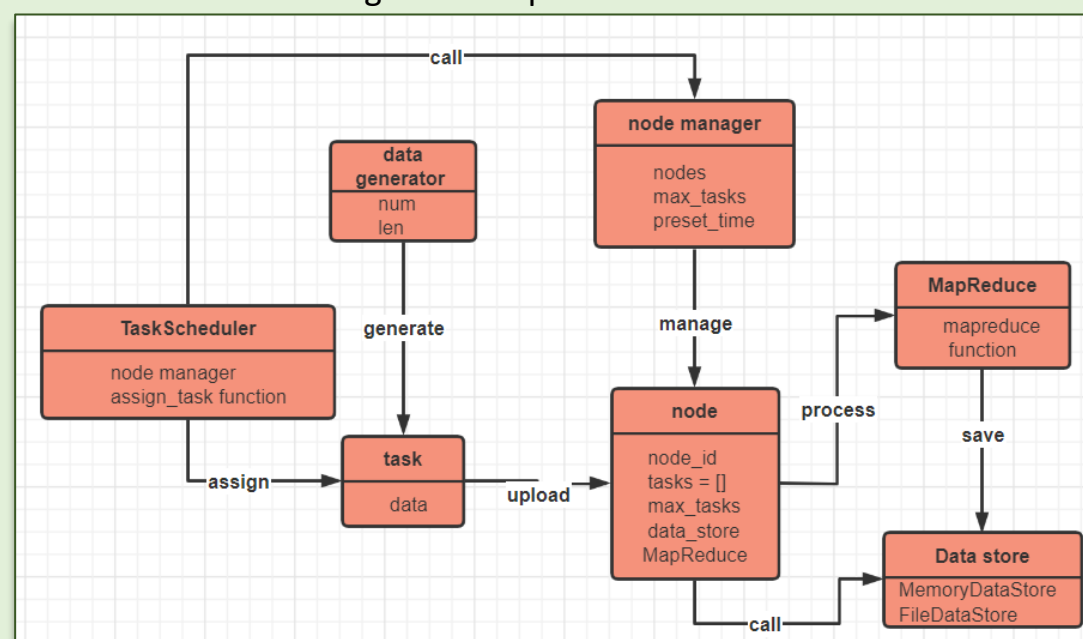 call
node manager
nodes
max_tasks
preset_time
data
generator
num
len
generate
manage
MapReduce
mapreduce
function
TaskScheduler
node manager
assign_task function
assign
task
data
upload
node
node_id
tasks = []
max_tasks
data_store
MapReduce
process
save
Data store
MemoryDataStore
FileDataStore
call